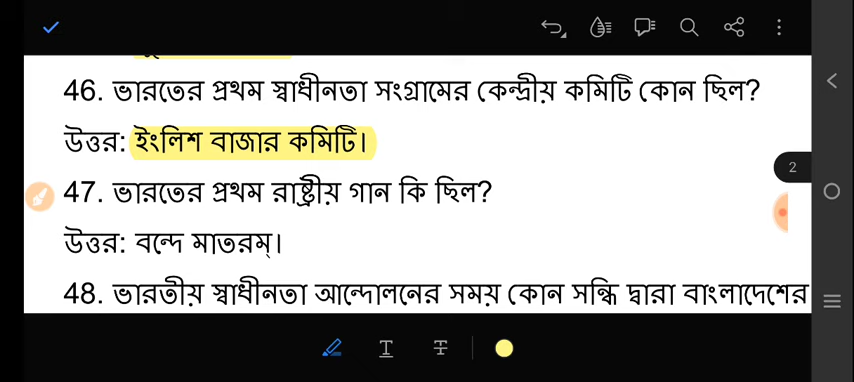 46. ভারতের প্রথম স্বাধীনতা সংগ্রামের কেন্দ্রীয় কমিটি কোন ছিল?
উত্তর: ইংলিশ বাজার কমিটি।
2
47. ভারতের প্রথম রাষ্ট্রীয় গান কি ছিল?
উত্তর: বন্দে মাতরম্।
48. ভারতীয় স্বাধীনতা আন্দোলনের সময় কোন সন্ধি দ্বারা বাংলাদেশের
T T